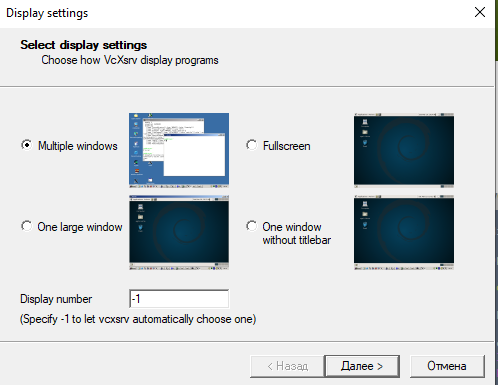 Display settings
Select display settings
Choose how VcXsrv display programs
Multiple windows
Fullscreen
One large window
One window
without titlebar
Display number
-1
(Specify -1 to let vcxsrv automatically choose one)
< Назад
Далее >
Отмена